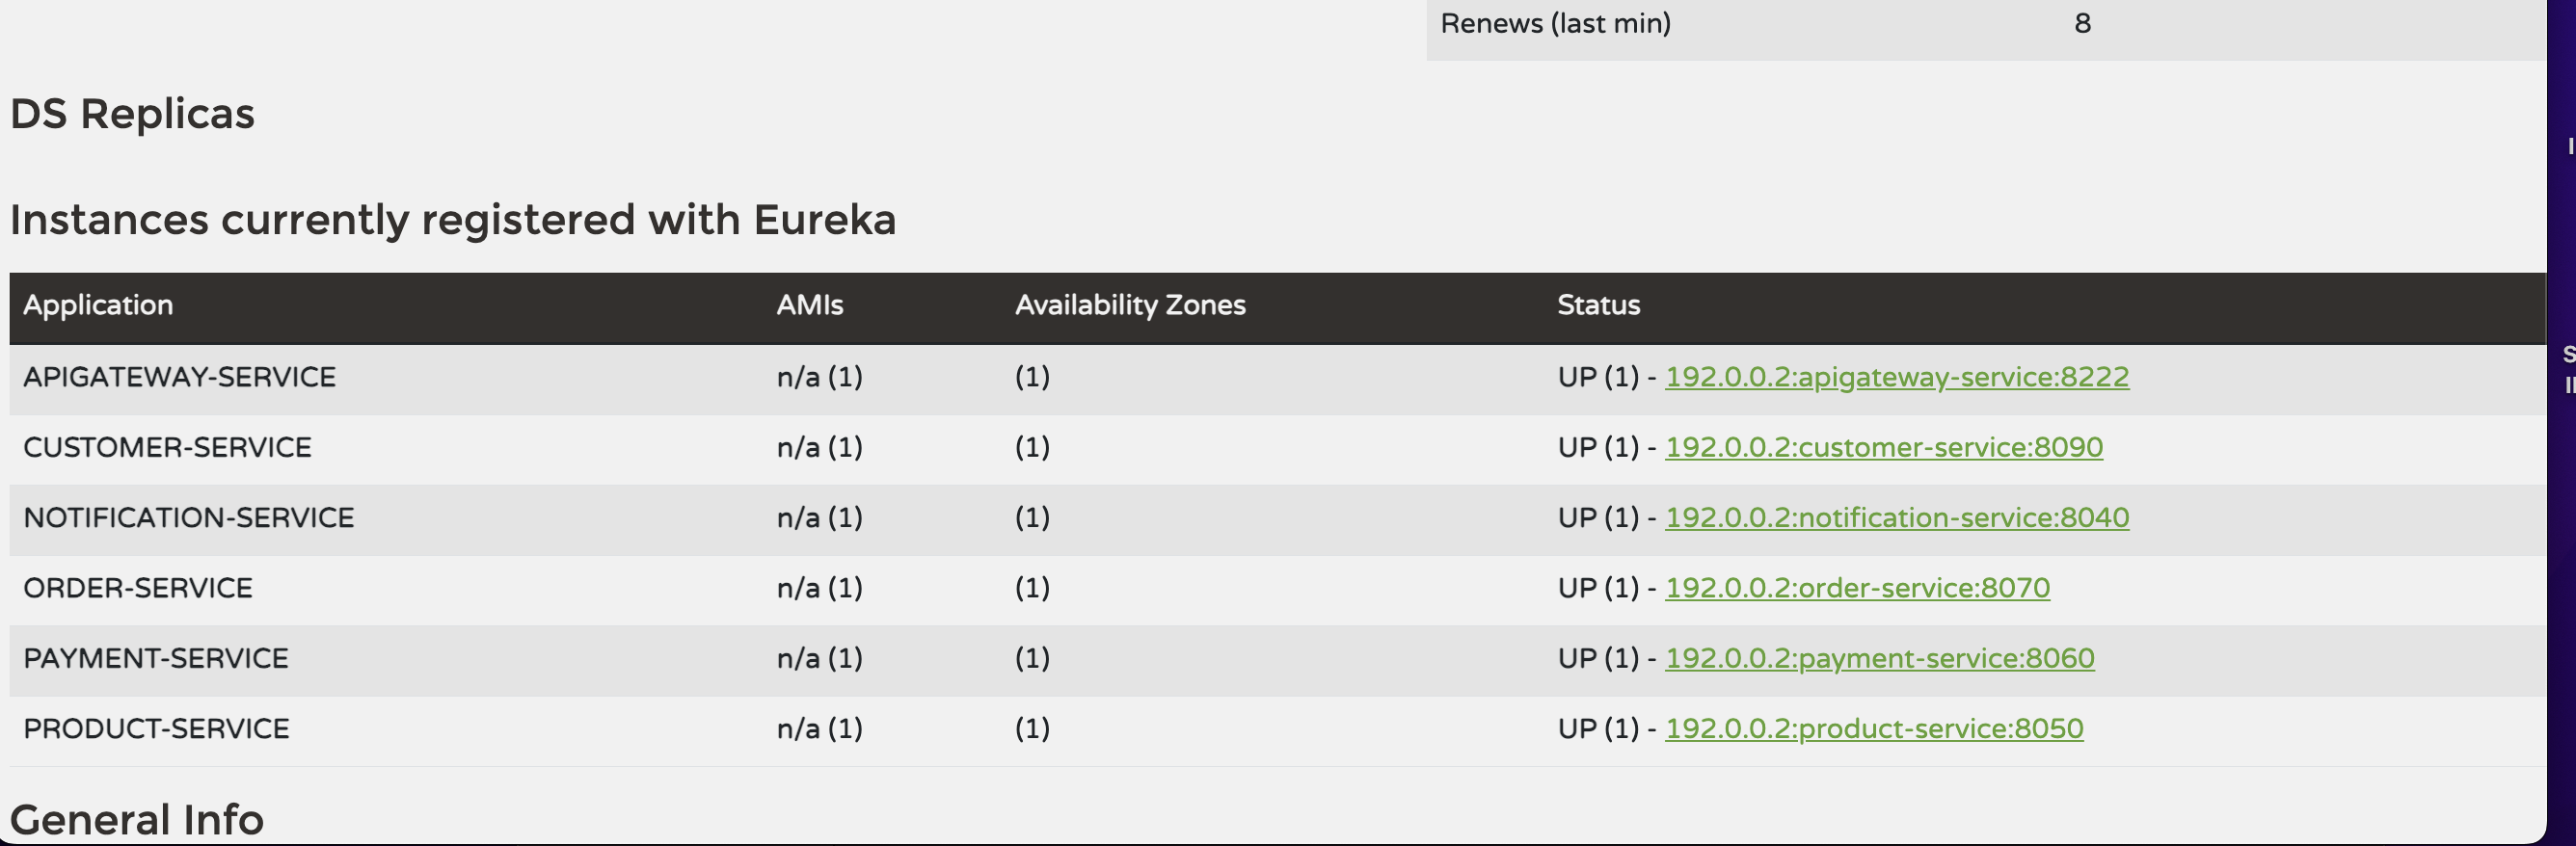 Renews (last min) 8
DS Replicas
Instances currently registered with Eureka
Application AMIs Availability Zones Status
APIGATEWAY-SERVICE n/a (1) (1) UP (1) - 192.0.0.2:apigateway-service:8222
CUSTOMER-SERVICE n/a (1) (1) UP (1) - 192.0.0.2:customer-service:8090
NOTIFICATION-SERVICE n/a (1) (1) UP (1) - 192.0.0.2:notification-service:8040
ORDER-SERVICE n/a (1) (1) UP (1) - 192.0.0.2:order-service:8070
PAYMENT-SERVICE n/a (1) (1) UP (1) - 192.0.0.2:payment-service:8060
PRODUCT-SERVICE n/a (1) (1) UP (1) - 192.0.0.2:product-service:8050
General Info